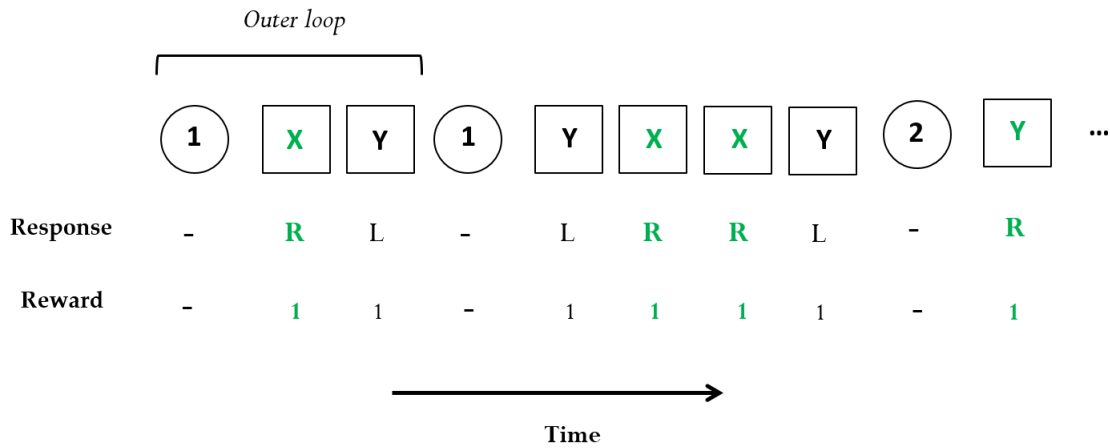 Outer loop
1 X Y 1 Y X X Y 2 Y ...
Response - R L - L R R L - R
Reward - 1 1 - 1 1 1 1 - 1
Time